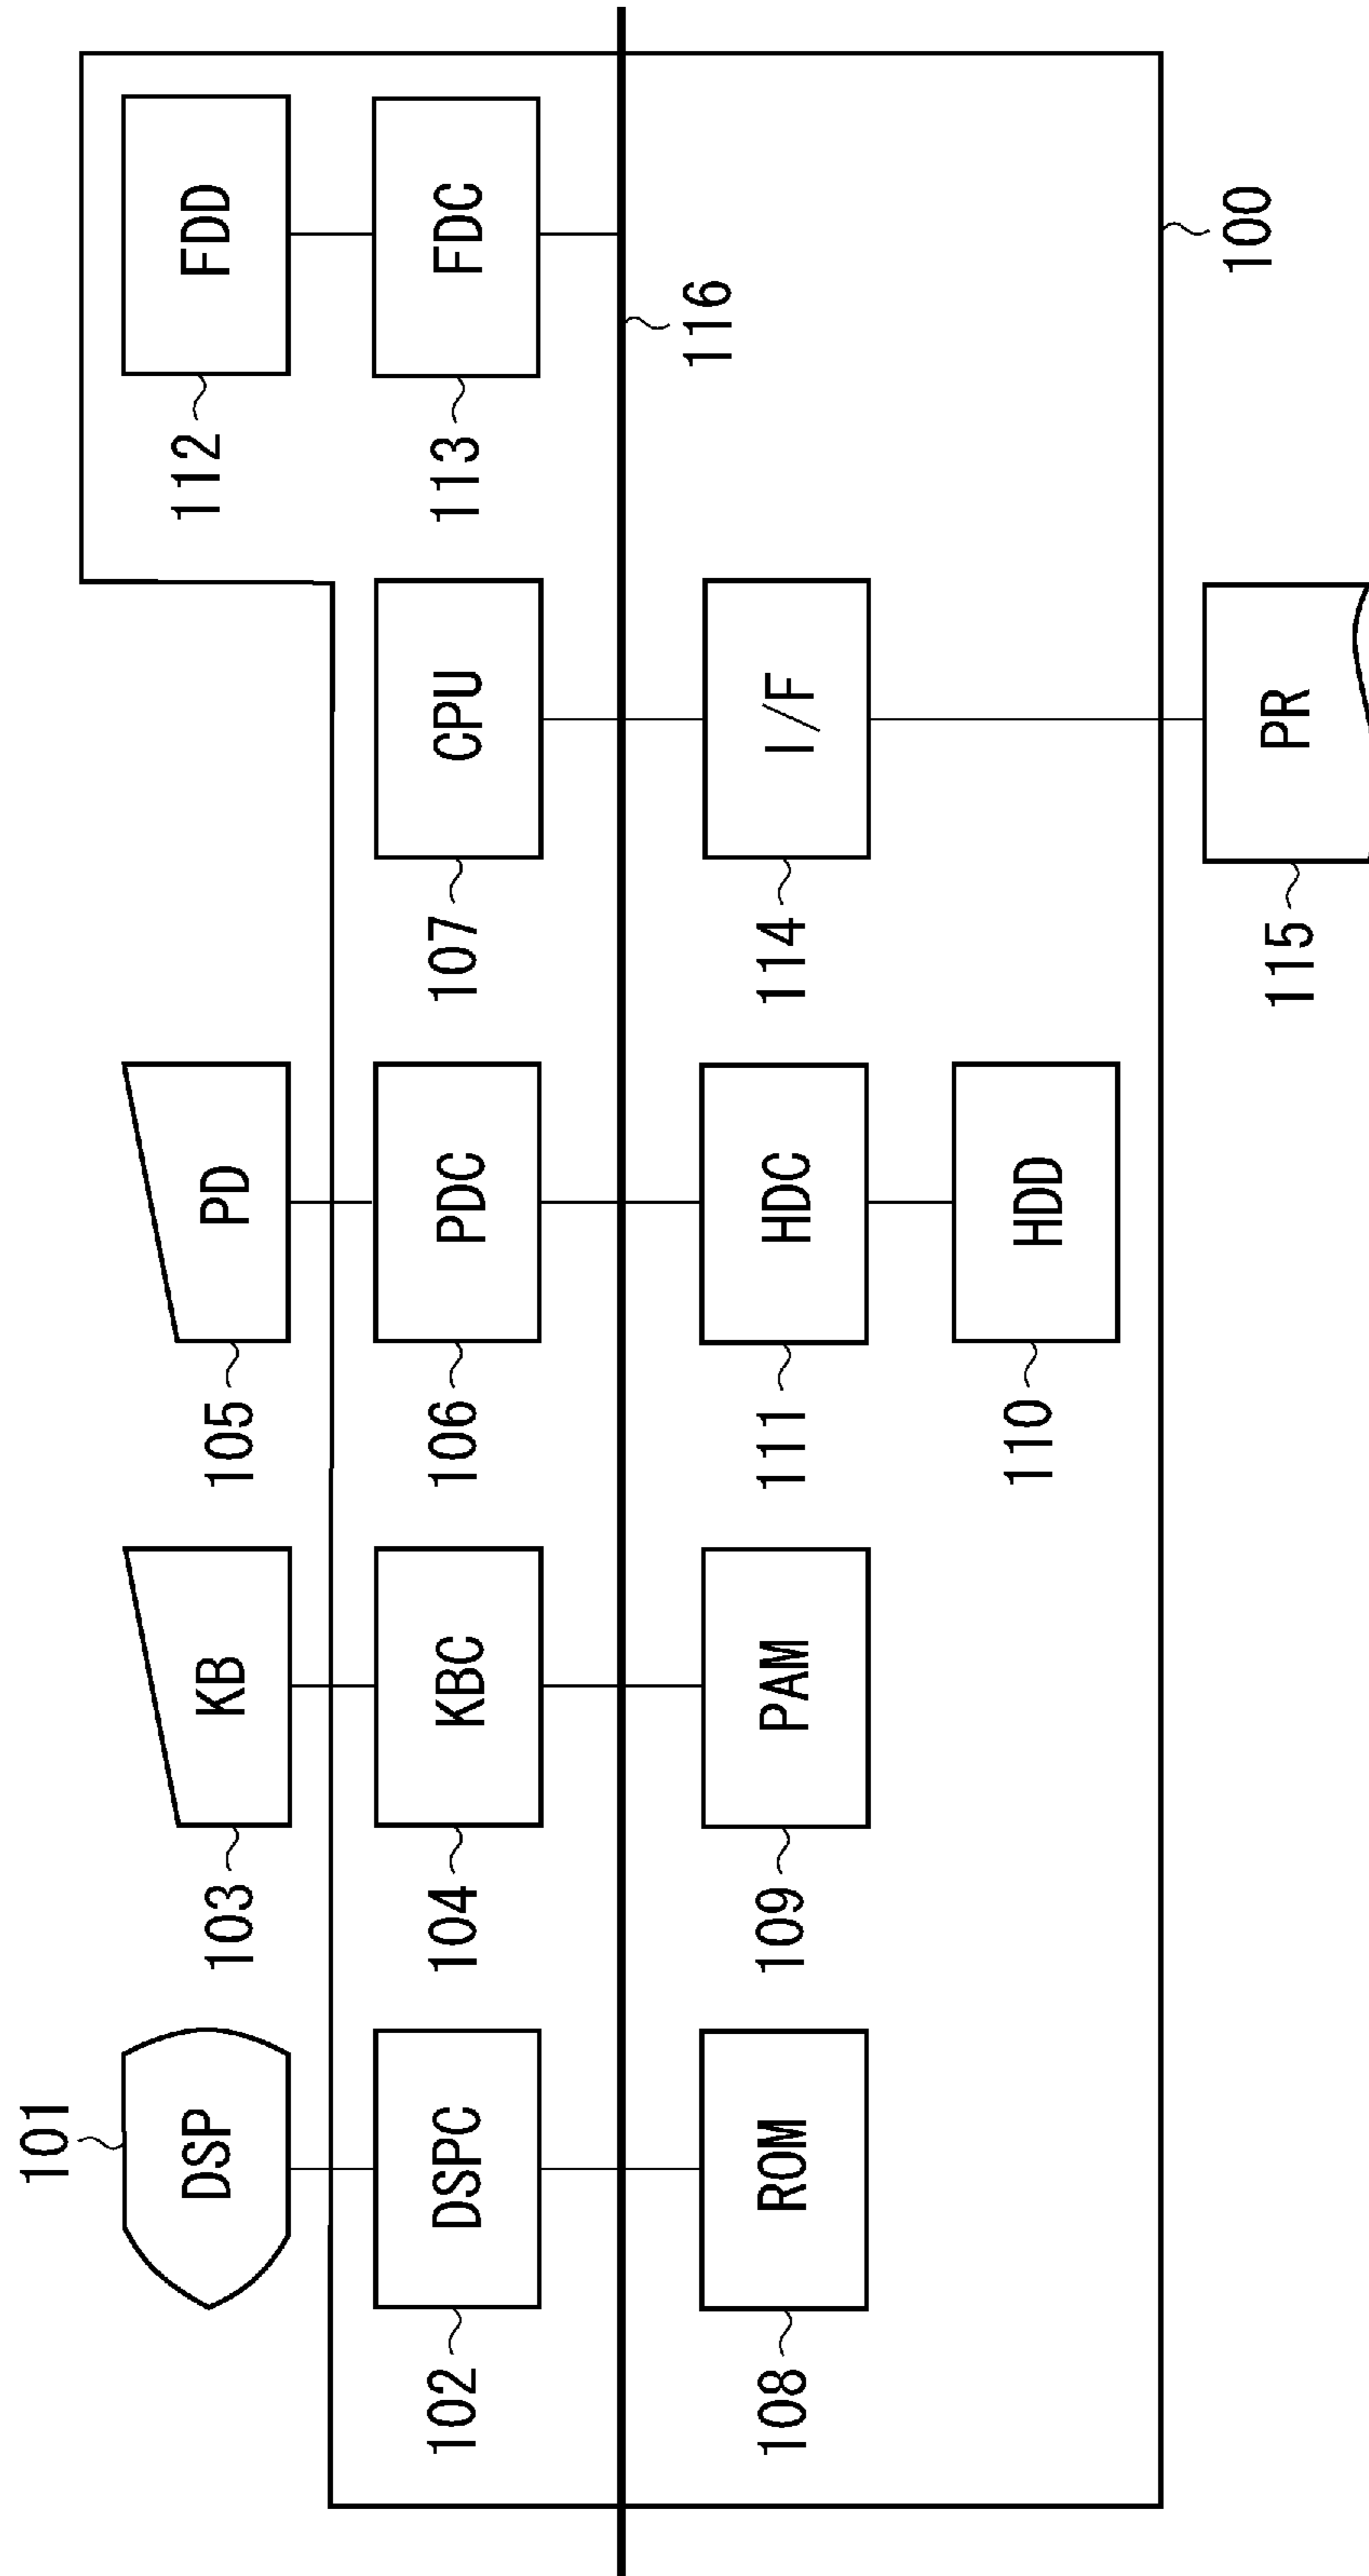 101
DSP
KB
PD
FDD
103
105
112
DSPC
KBC
PDC
CPU
FDC
102
104
106
107
113
116
ROM
PAM
HDC
I/F
108
109
111
114
HDD
110
100
PR
115